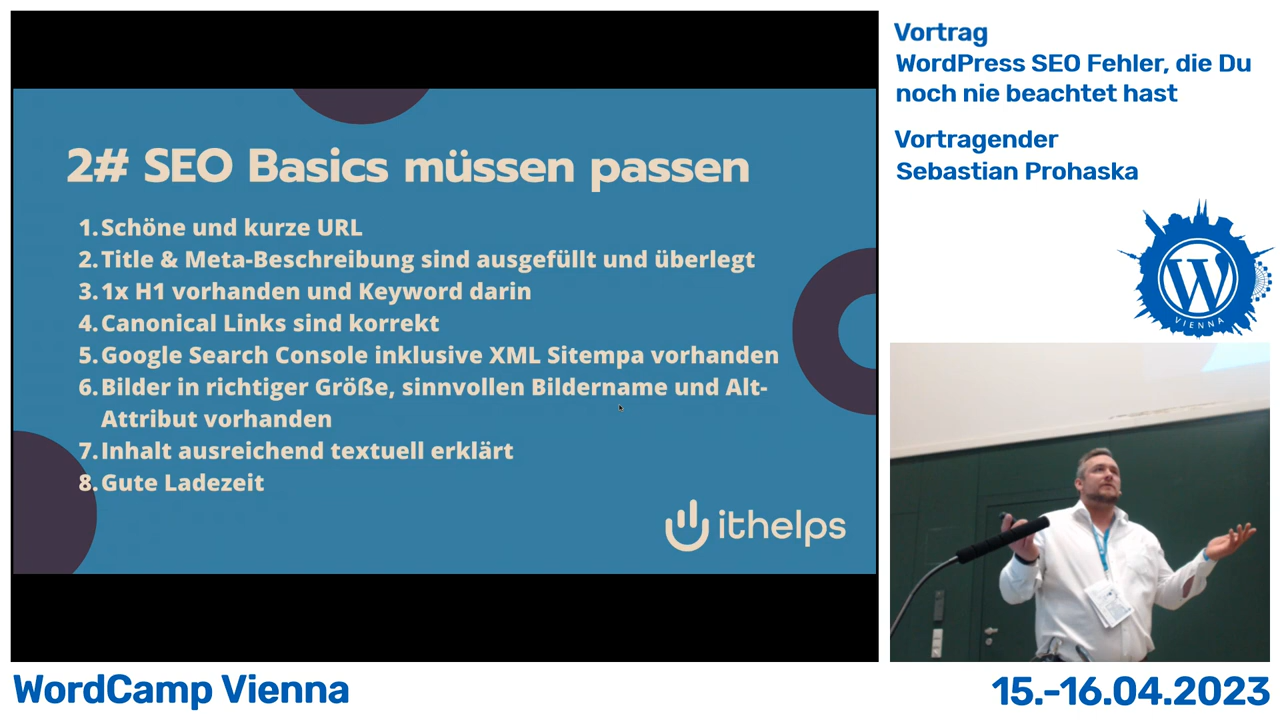 Vortrag
WordPress SEO Fehler, die Du
noch nie beachtet hast
Vortragender
Sebastian Prohaska
W
VIENNA
2# SEO Basics müssen passen
1. Schöne und kurze URL
2. Title & Meta-Beschreibung sind ausgefüllt und überlegt
3. 1x H1 vorhanden und Keyword darin
4. Canonical Links sind korrekt
5. Google Search Console inklusive XML Sitempa vorhanden
6. Bilder in richtiger Größe, sinnvollen Bildername und Alt-
Attribut vorhanden
7. Inhalt ausreichend textuell erklärt
8. Gute Ladezeit
ithelps
WordCamp Vienna
15.-16.04.2023